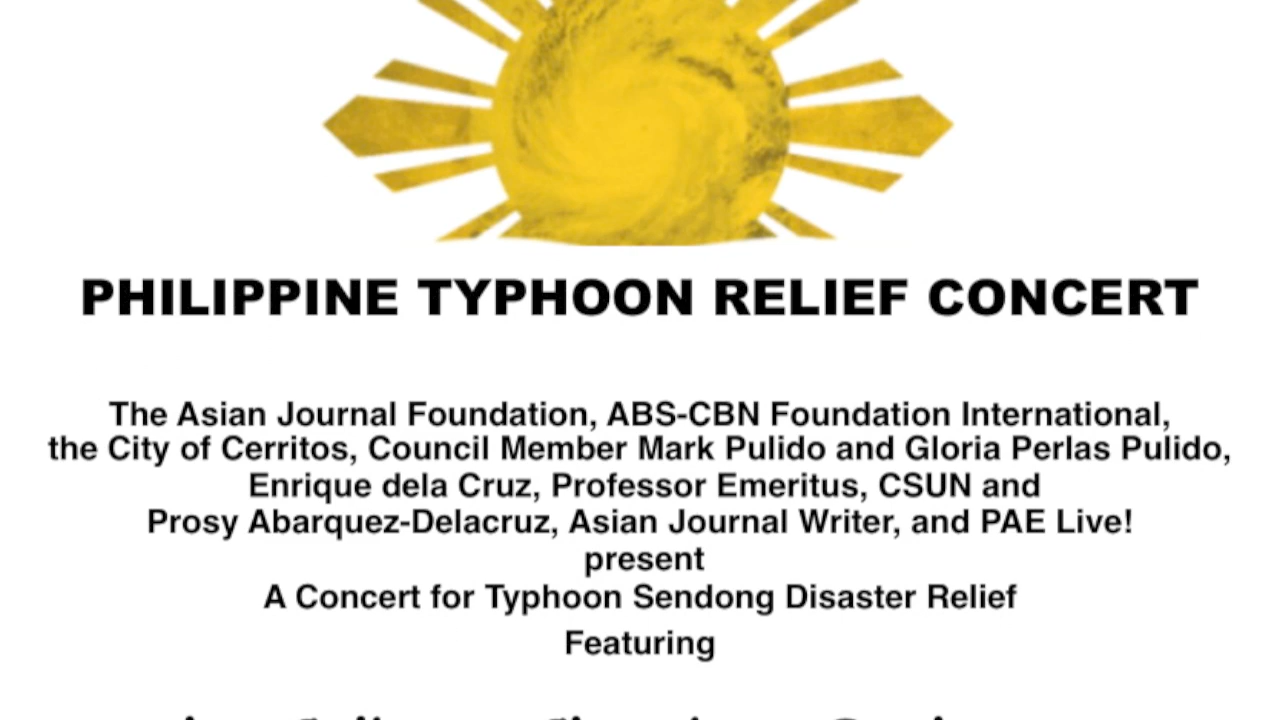 PHILIPPINE TYPHOON RELIEF CONCERT
The Asian Journal Foundation, ABS-CBN Foundation International,
the City of Cerritos, Council Member Mark Pulido and Gloria Perlas Pulido,
Enrique dela Cruz, Professor Emeritus, CSUN and
Prosy Abarquez-Delacruz, Asian Journal Writer, and PAE Live!
present
A Concert for Typhoon Sendong Disaster Relief
Featuring